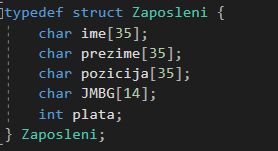 typedef struct Zaposleni {
char ime[35];
char prezime[35];
char pozicija[35];
char JMBG[14];
int plata;
} Zaposleni;